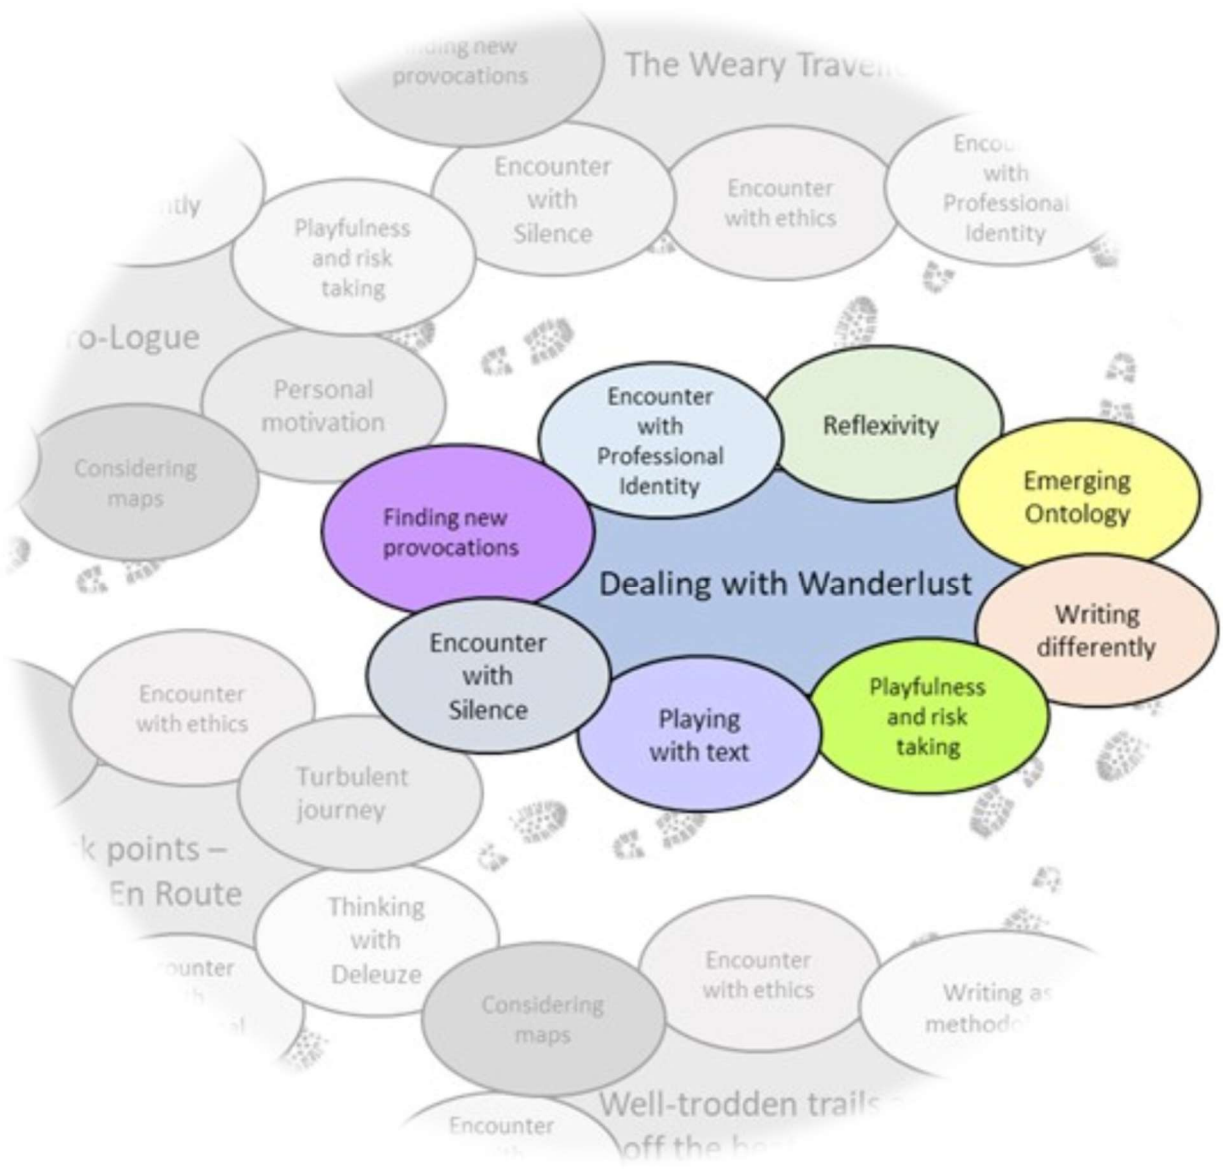 provocations
The Weary
Encounter
with
Silence
Encounter
with ethics
with
Professional
Identity
Playfulness
and risk
taking
Personal
motivation
Considering
maps
Encounter
with
Professional
Identity
Reflexivity
Emerging
Ontology
Finding new
provocations
Dealing with Wanderlust
Writing
differently
Encounter
with
Silence
Playing
with text
Playfulness
and risk
taking
Encounter
with ethics
Turbulent
journey
points –
En Route
Thinking
with
Deleuze
Considering
maps
Encounter
with ethics
Writing as
Well-trodden trails
off the
Encounter